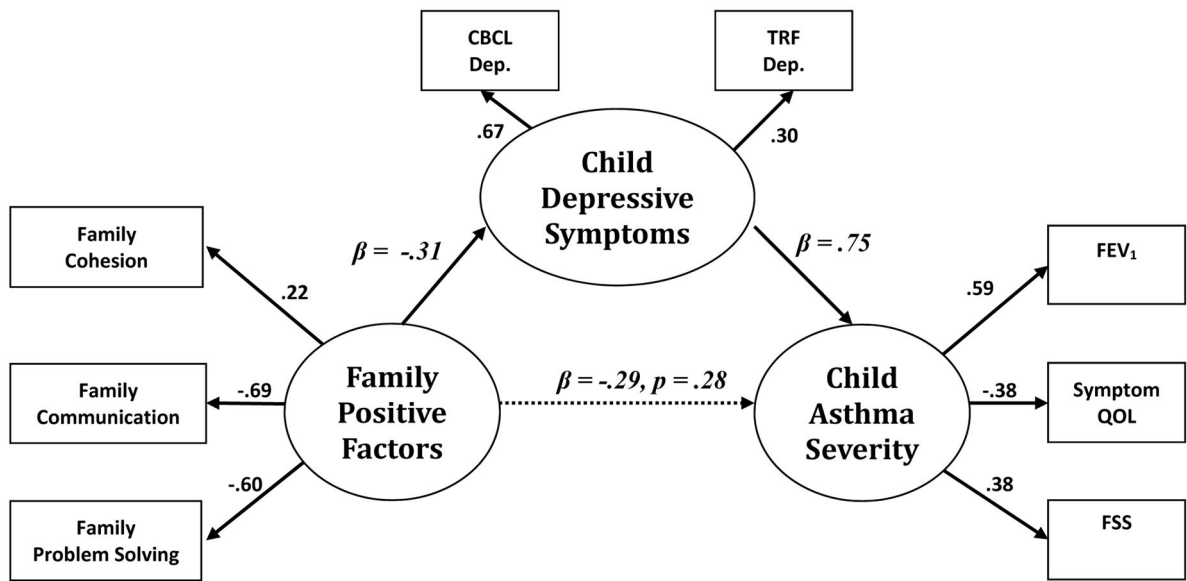 CBCL
Dep.
TRF
Dep.
.67
.30
Child
Depressive
Symptoms
Family
Cohesion
β = -.31
β = .75
FEV₁
.22
.59
Family
Communication
-.69
Family
Positive
Factors
β = -.29, p = .28
Child
Asthma
Severity
-.38
Symptom
QOL
-.60
.38
Family
Problem Solving
FSS